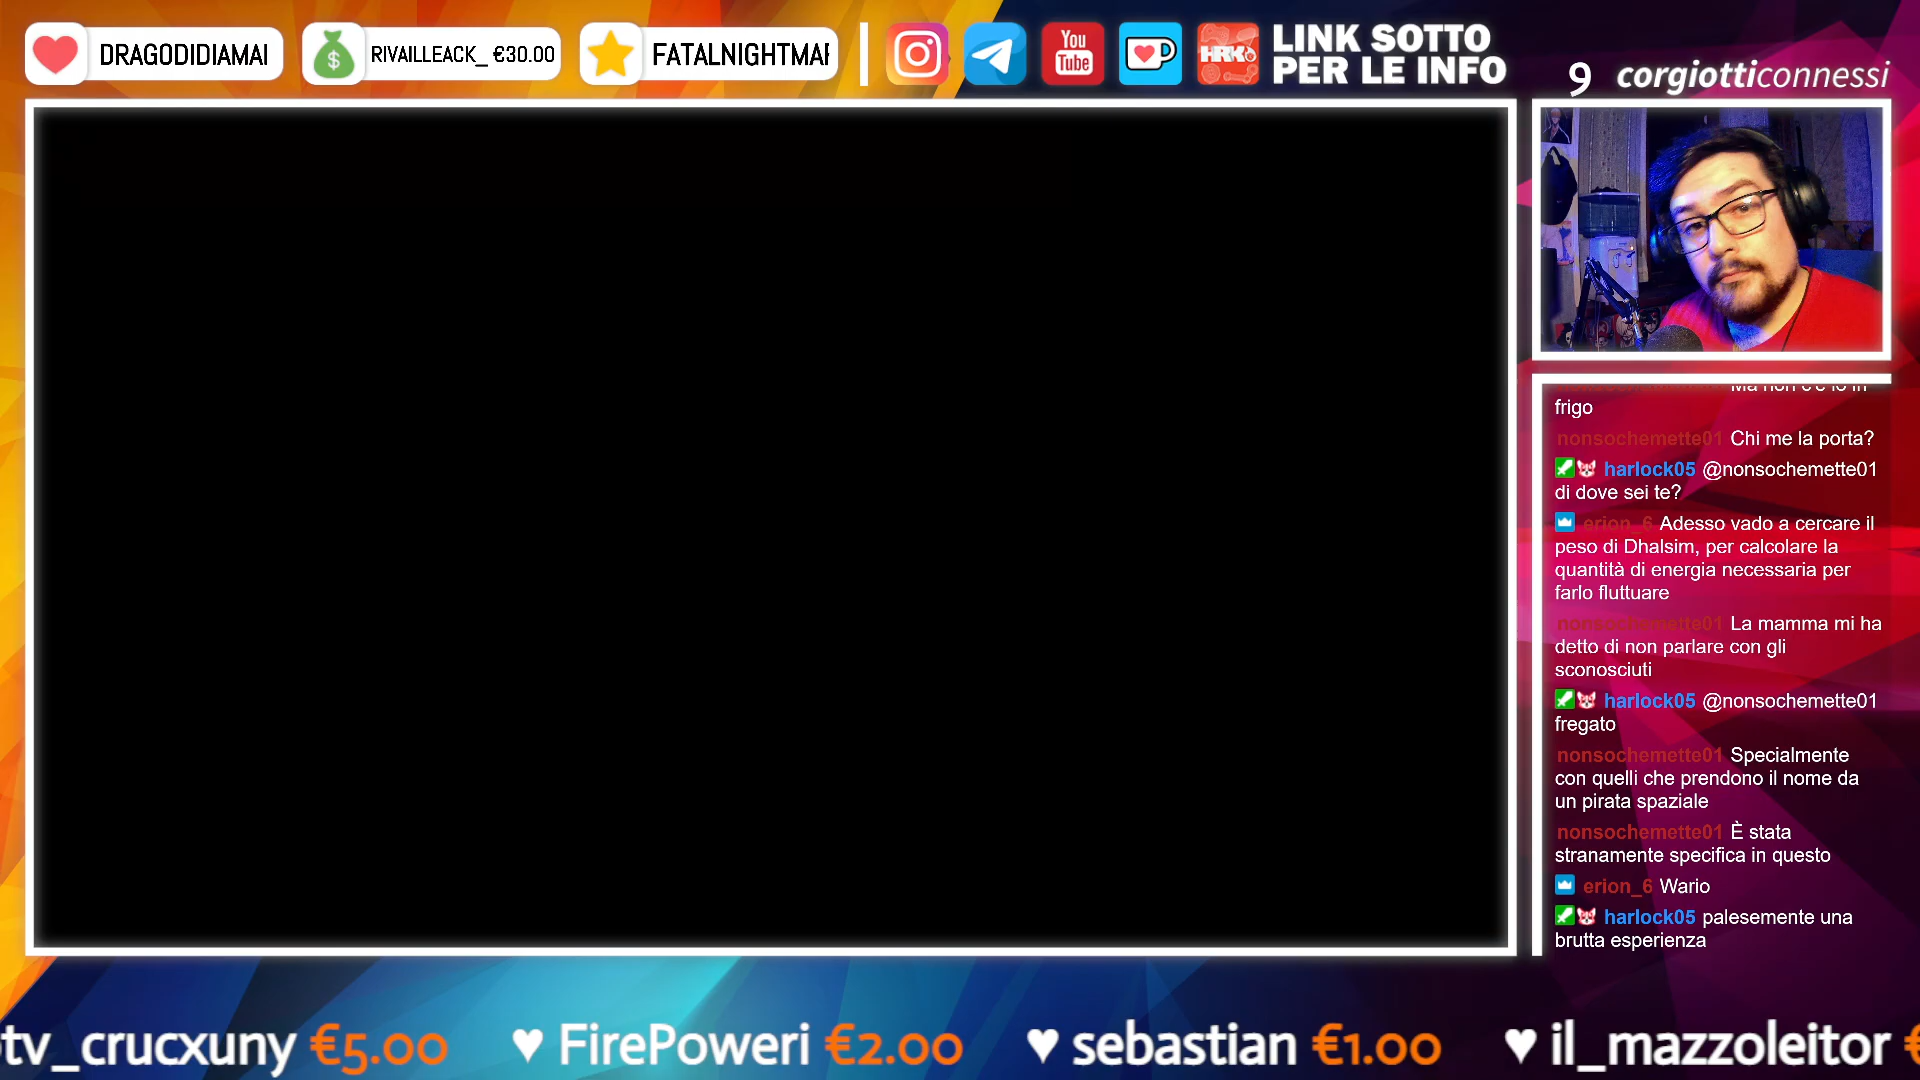 DRAGODIDIAMAI
RIVAILLEACK_ €30.00
FATALNIGHTMAR
You
Tube
HRK
LINK SOTTO
PER LE INFO
9 corgiotticonnessi
frigo
nonsochemette01 Chi me la porta?
harlock05 @nonsochemette01
di dove sei te?
erion_6 Adesso vado a cercare il
peso di Dhalsim, per calcolare la
quantità di energia necessaria per
farlo fluttuare
nonsochemette01 La mamma mi ha
detto di non parlare con gli
sconosciuti
harlock05 @nonsochemette01
fregato
nonsochemette01 Specialmente
con quelli che prendono il nome da
un pirata spaziale
nonsochemette01 È stata
stranamente specifica in questo
erion_6 Wario
harlock05 palesemente una
brutta esperienza
tv_crucxuny €5.00 ♥ FirePoweri €2.00 ♥ sebastian €1.00 ♥ il_mazzoleitor €